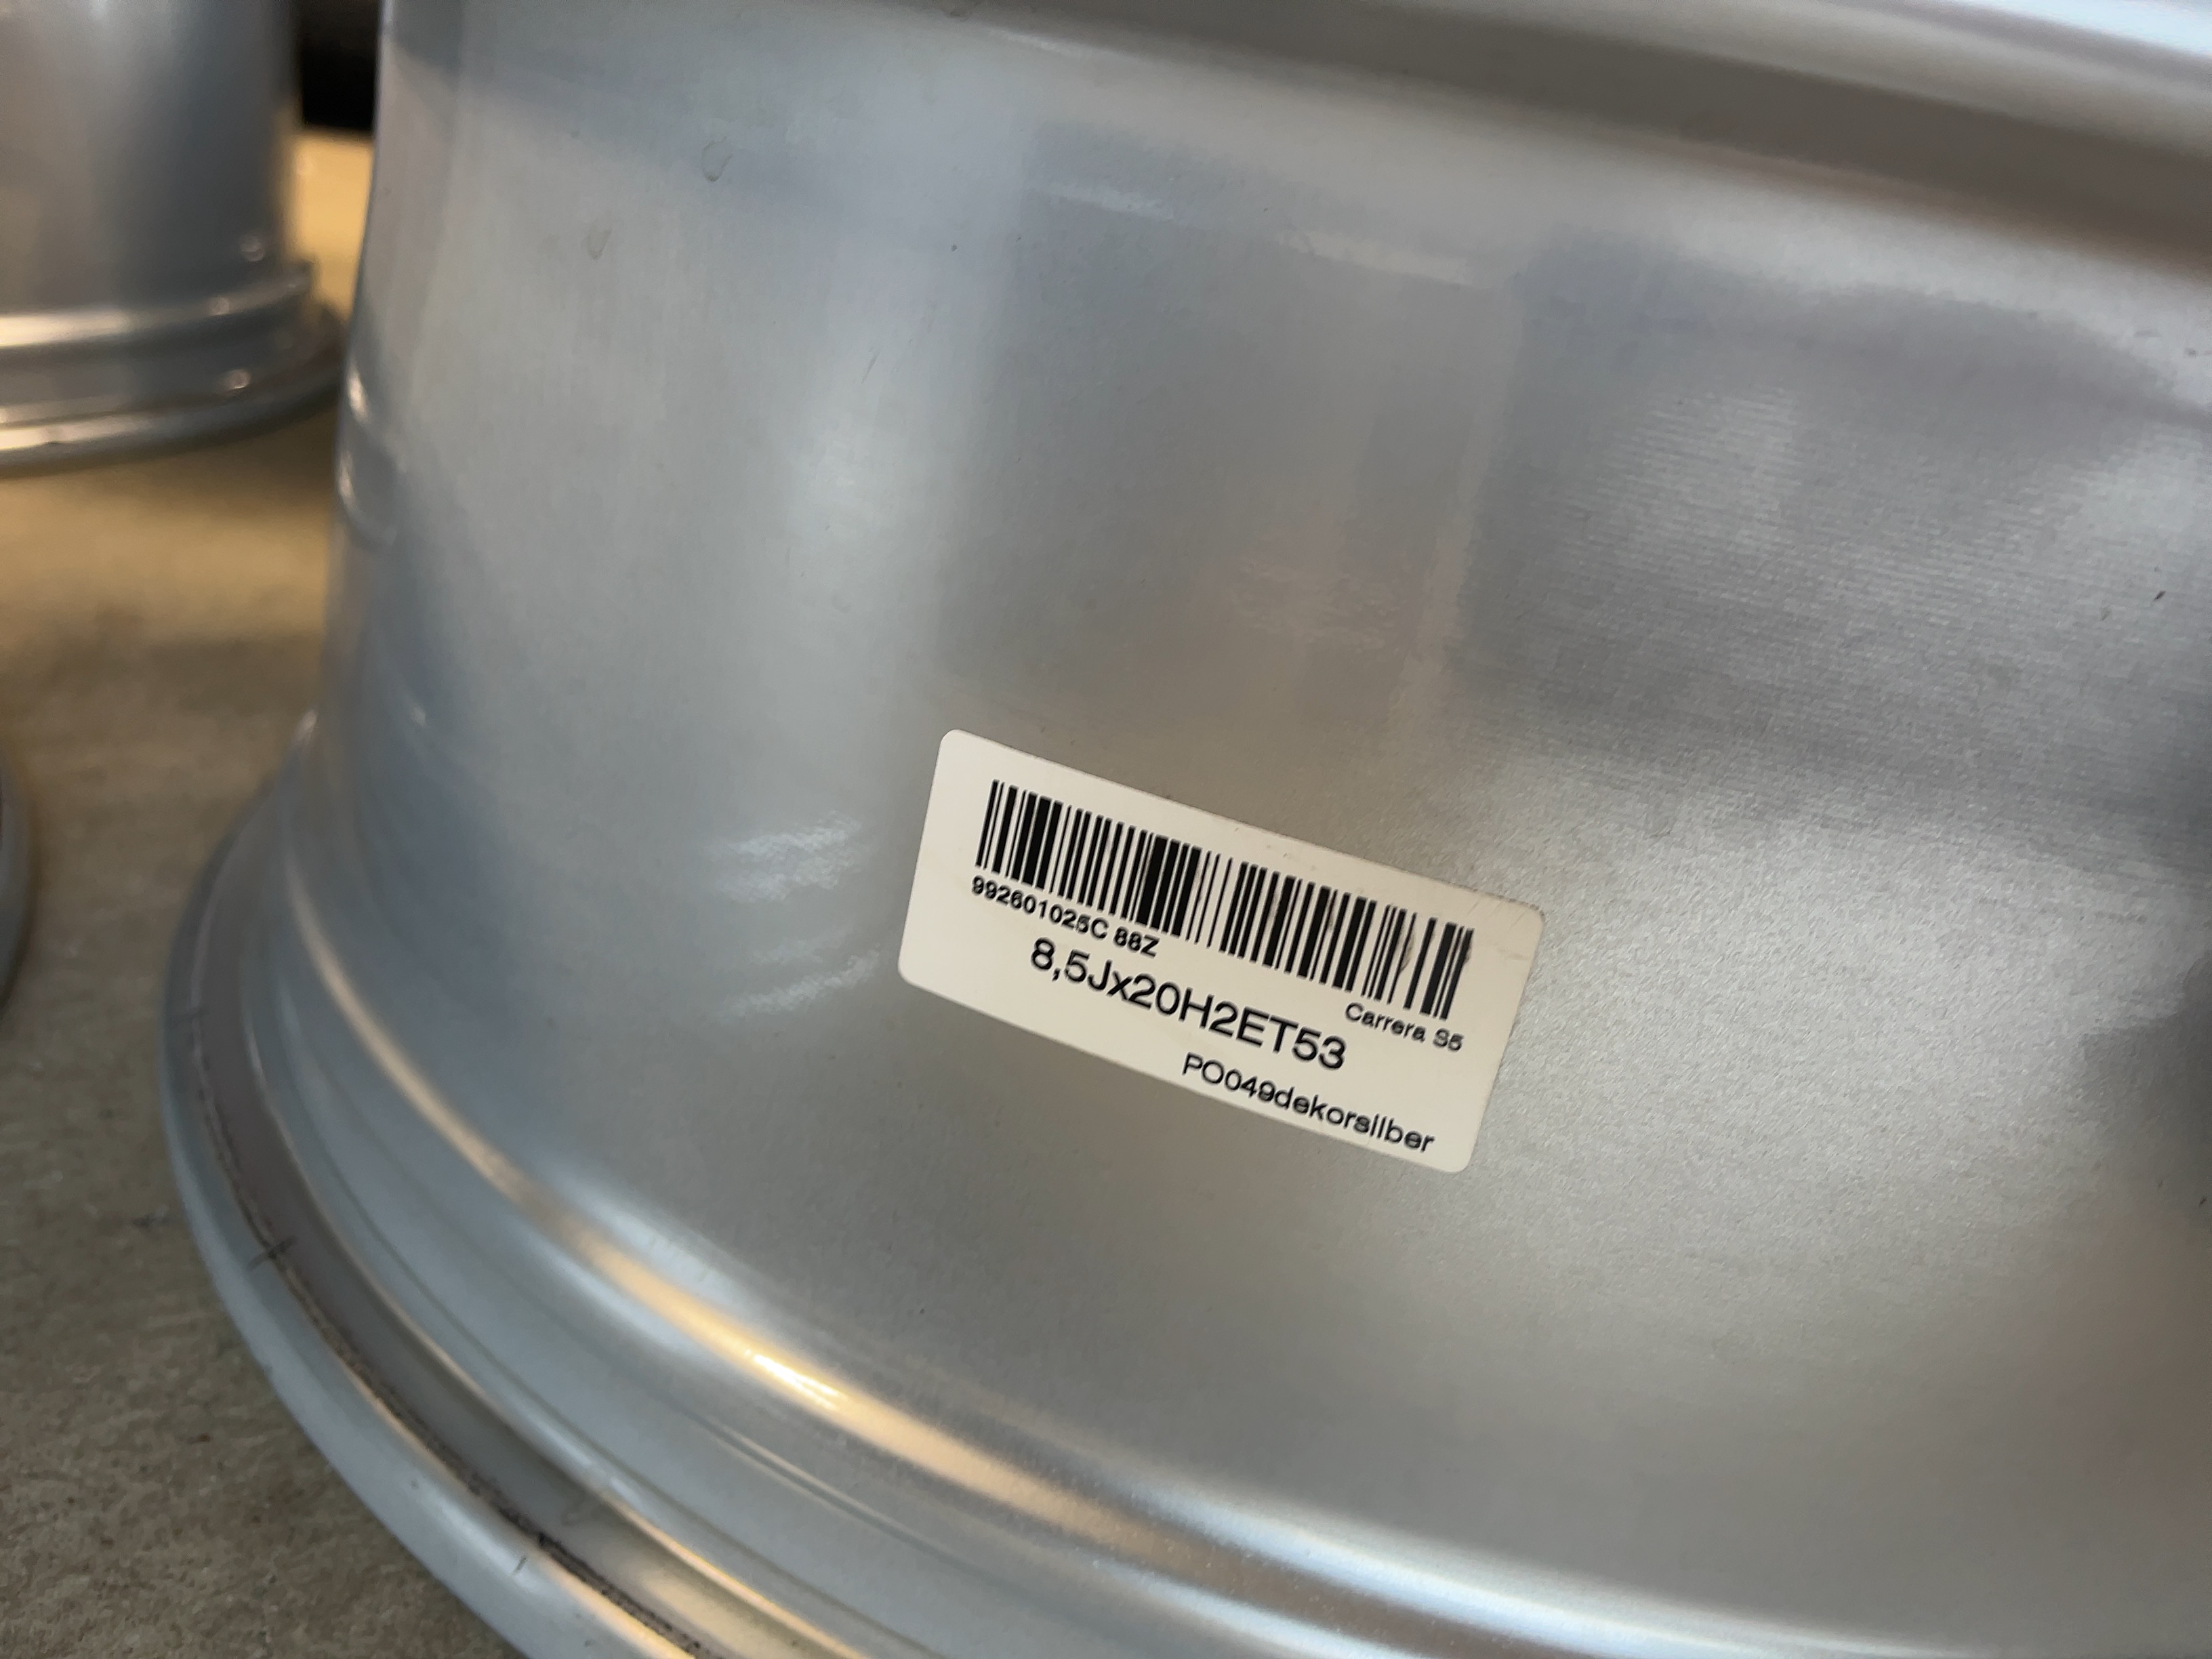 992601025C 88Z
Carrera S5
8,5Jx20H2ET53
PO049dekorsilber